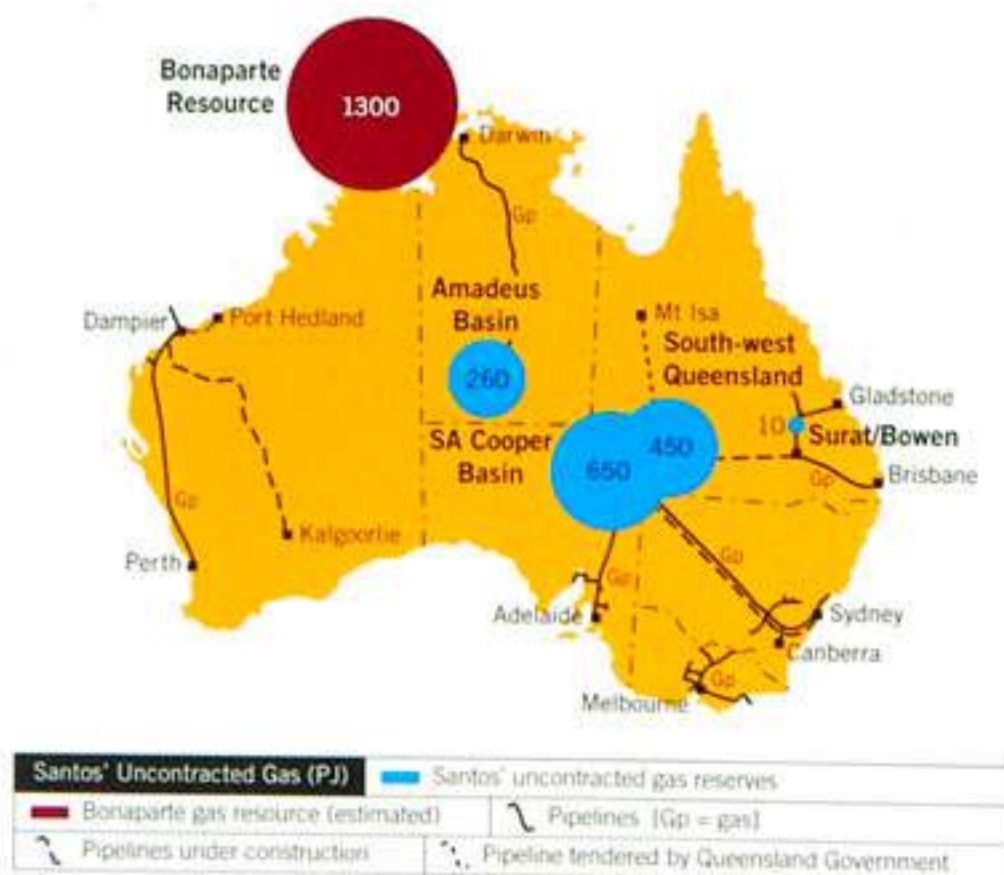 Bonaparte
Resource
1300
Darwin
Gp
Amadeus
Basin
260
Dampier
Port Hedland
Mt Isa
South-west
Queensland
Gladstone
10
Surat/Bowen
SA Cooper
Basin
650
450
Gp
Brisbane
Gp
Kalgoorlie
Perth
Gp
Gp
Adelaide
Sydney
Canberra
Gp
Melbourne
Santos' Uncontracted Gas (PJ)
Santos' uncontracted gas reserves
Bonaparte gas resource (estimated)
Pipelines [Gp = gas]
Pipelines under construction
Pipeline tendered by Queensland Government